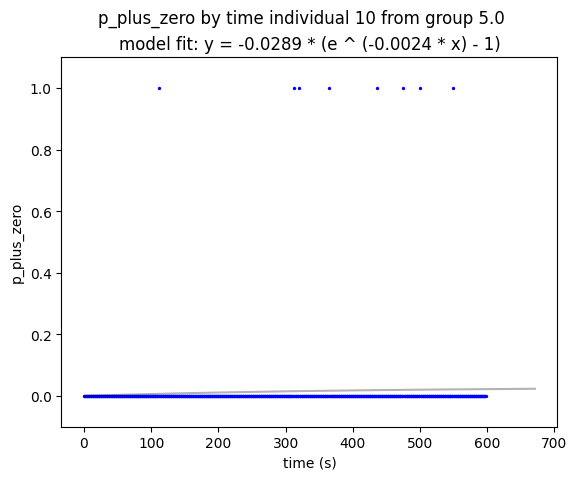 p_plus_zero by time individual 10 from group 5.0
model fit: y = -0.0289 * (e ^ (-0.0024 * x) - 1)
1.0
0.8
0.6
0.4
0.2
0.0
p_plus_zero
0 100 200 300 400 500 600 700
time (s)